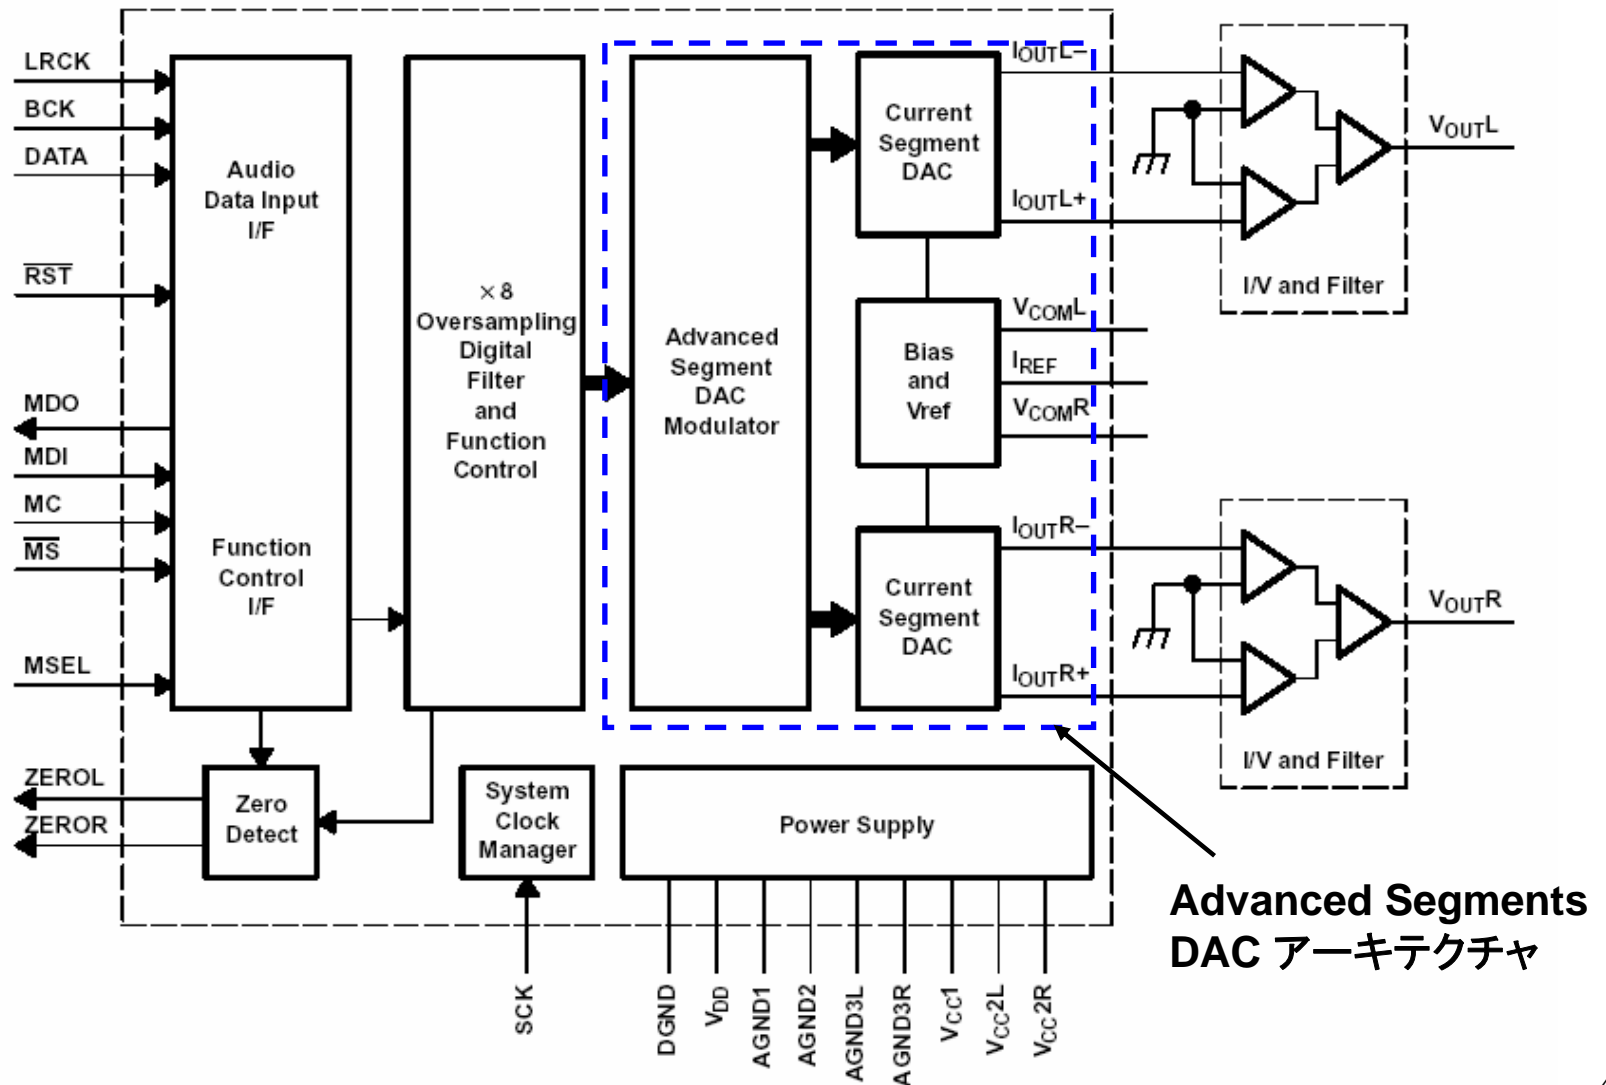 LRCK
BCK
DATA
RST
MDO
MDI
MC
MS
MSEL
ZEROL
ZEROR
Audio
Data Input
I/F
Function
Control
I/F
× 8
Oversampling
Digital
Filter
and
Function
Control
Advanced
Segment
DAC
Modulator
Current
Segment
DAC
Bias
and
Vref
Current
Segment
DAC
IOUTL–
IOUTL+
VCOML
IREF
VCOMR
IOUTR–
IOUTR+
I/V and Filter
VOUTL
I/V and Filter
VOUTR
Zero
Detect
System
Clock
Manager
Power Supply
SCK
DGND
VDD
AGND1
AGND2
AGND3L
AGND3R
VCC1
VCC2L
VCC2R
Advanced Segments
DAC アーキテクチャ